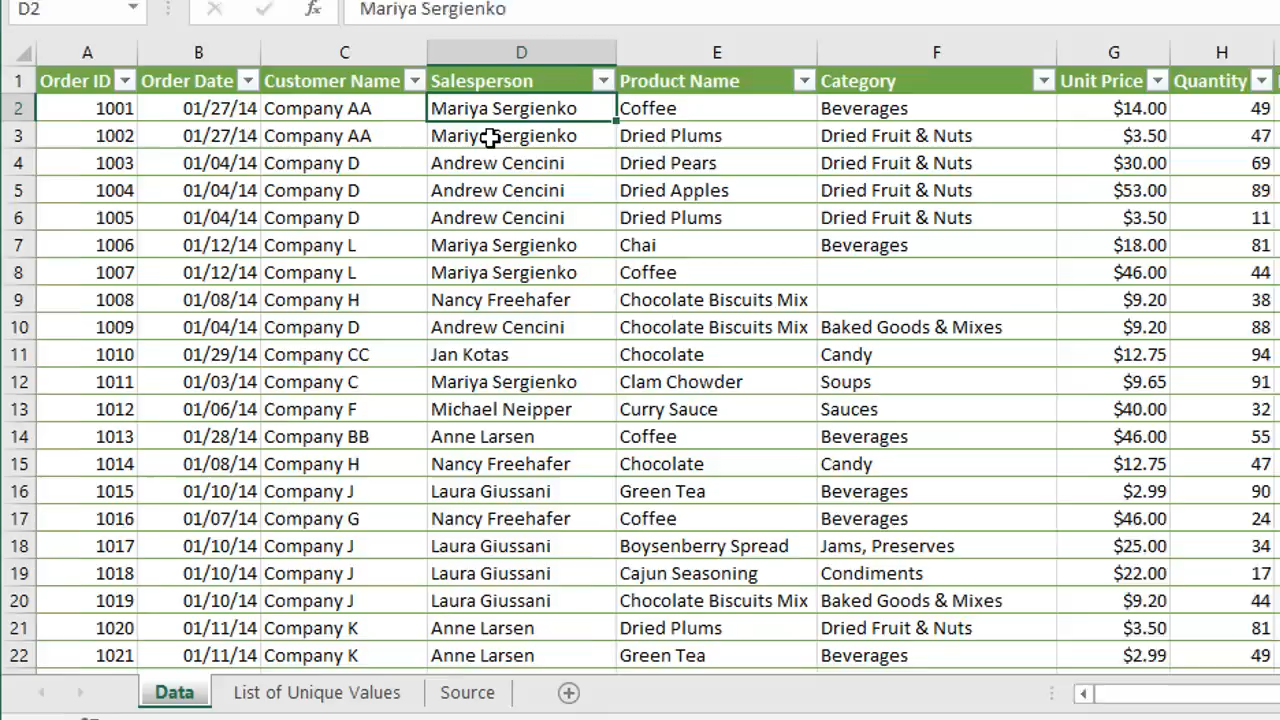 D2 Mariya Sergienko
A B C D E F G H
1 Order ID Order Date Customer Name Salesperson Product Name Category Unit Price Quantity
2 1001 01/27/14 Company AA Mariya Sergienko Coffee Beverages $14.00 49
3 1002 01/27/14 Company AA Mariya Sergienko Dried Plums Dried Fruit & Nuts $3.50 47
4 1003 01/04/14 Company D Andrew Cencini Dried Pears Dried Fruit & Nuts $30.00 69
5 1004 01/04/14 Company D Andrew Cencini Dried Apples Dried Fruit & Nuts $53.00 89
6 1005 01/04/14 Company D Andrew Cencini Dried Plums Dried Fruit & Nuts $3.50 11
7 1006 01/12/14 Company L Mariya Sergienko Chai Beverages $18.00 81
8 1007 01/12/14 Company L Mariya Sergienko Coffee $46.00 44
9 1008 01/08/14 Company H Nancy Freehafer Chocolate Biscuits Mix $9.20 38
10 1009 01/04/14 Company D Andrew Cencini Chocolate Biscuits Mix Baked Goods & Mixes $9.20 88
11 1010 01/29/14 Company CC Jan Kotas Chocolate Candy $12.75 94
12 1011 01/03/14 Company C Mariya Sergienko Clam Chowder Soups $9.65 91
13 1012 01/06/14 Company F Michael Neipper Curry Sauce Sauces $40.00 32
14 1013 01/28/14 Company BB Anne Larsen Coffee Beverages $46.00 55
15 1014 01/08/14 Company H Nancy Freehafer Chocolate Candy $12.75 47
16 1015 01/10/14 Company J Laura Giussani Green Tea Beverages $2.99 90
17 1016 01/07/14 Company G Nancy Freehafer Coffee Beverages $46.00 24
18 1017 01/10/14 Company J Laura Giussani Boysenberry Spread Jams, Preserves $25.00 34
19 1018 01/10/14 Company J Laura Giussani Cajun Seasoning Condiments $22.00 17
20 1019 01/10/14 Company J Laura Giussani Chocolate Biscuits Mix Baked Goods & Mixes $9.20 44
21 1020 01/11/14 Company K Anne Larsen Dried Plums Dried Fruit & Nuts $3.50 81
22 1021 01/11/14 Company K Anne Larsen Green Tea Beverages $2.99 49
Data List of Unique Values Source